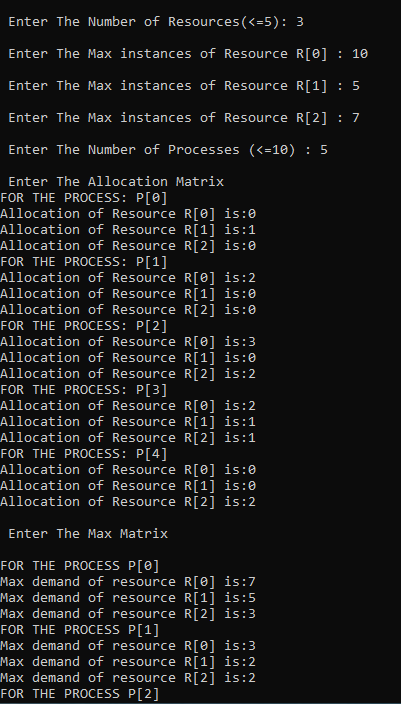 Enter The Number of Resources(<=5): 3
Enter The Max instances of Resource R[0] : 10
Enter The Max instances of Resource R[1] : 5
Enter The Max instances of Resource R[2] : 7
Enter The Number of Processes (<=10) : 5
Enter The Allocation Matrix
FOR THE PROCESS: P[0]
Allocation of Resource R[0] is:0
Allocation of Resource R[1] is:1
Allocation of Resource R[2] is:0
FOR THE PROCESS: P[1]
Allocation of Resource R[0] is:2
Allocation of Resource R[1] is:0
Allocation of Resource R[2] is:0
FOR THE PROCESS: P[2]
Allocation of Resource R[0] is:3
Allocation of Resource R[1] is:0
Allocation of Resource R[2] is:2
FOR THE PROCESS: P[3]
Allocation of Resource R[0] is:2
Allocation of Resource R[1] is:1
Allocation of Resource R[2] is:1
FOR THE PROCESS: P[4]
Allocation of Resource R[0] is:0
Allocation of Resource R[1] is:0
Allocation of Resource R[2] is:2
Enter The Max Matrix
FOR THE PROCESS P[0]
Max demand of resource R[0] is:7
Max demand of resource R[1] is:5
Max demand of resource R[2] is:3
FOR THE PROCESS P[1]
Max demand of resource R[0] is:3
Max demand of resource R[1] is:2
Max demand of resource R[2] is:2
FOR THE PROCESS P[2]